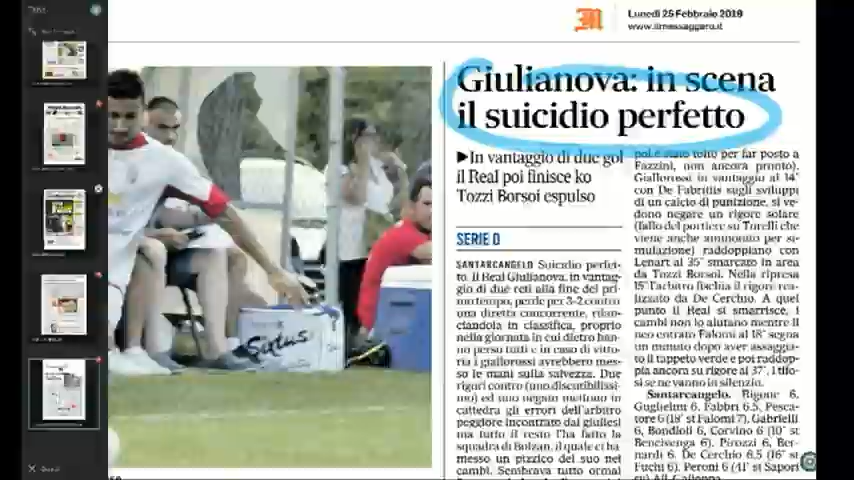 Lunedì 25 Febbraio 2019
www.ilmessaggero.it
Giulianova: in scena
il suicidio perfetto
▶In vantaggio di due gol
il Real poi finisce ko
Tozzi Borsoi espulso
SERIE D
SANTARCANGELO Suicidio perfet-
to. Il Real Giulianova, in vantag-
gio di due reti alla fine del pri-
mo tempo, perde per 3-2 contro
una diretta concorrente, rilan-
ciandola in classifica, proprio
nella giornata in cui dietro han-
no perso tutti e in caso di vitto-
ria i giallorossi avrebbero mes-
so le mani sulla salvezza. Due
rigori contro (uno discutibilissi-
mo) ed uno negato mettono in
cattedra gli errori dell'arbitro
peggiore incontrato dai giuliesi
ma tutto il resto l'ha fatto la
squadra di Bolzan, il quale ci ha
messo un pizzico del suo nei
cambi. Sembrava tutto ormai
poi è stato tolto per far posto a
Fazzini, non ancora pronto).
Giallorossi in vantaggio al 14'
con De Fabritiis sugli sviluppi
di un calcio di punizione, si ve-
dono negare un rigore solare
(fallo del portiere su Torelli che
viene anche ammonito per si-
mulazione) raddoppiano con
Lenart al 35' smarcato in area
da Tozzi Borsoi. Nella ripresa
15' l'arbitro fischia il rigore rea-
lizzato da De Cerchio. A quel
punto il Real si smarrisce, i
cambi non lo aiutano mentre il
neo entrato Falomi al 18' segna
un minuto dopo aver assaggia-
to il tappeto verde e poi raddop-
pia ancora su rigore al 37'. I tifo-
si se ne vanno in silenzio.
Santarcangelo. Rigone 6,
Guglielmi 6, Fabbri 6.5, Pesca-
tore 6 (18' st Falomi 7), Gabrielli
6, Bondioli 6, Corvino 6 (10' st
Bencivenga 6), Pirozzi 6, Ber-
nardi 6, De Cerchio 6.5 (16' st
Fuchi 6), Peroni 6 (41' st Sapori
sv) All. Galloppa